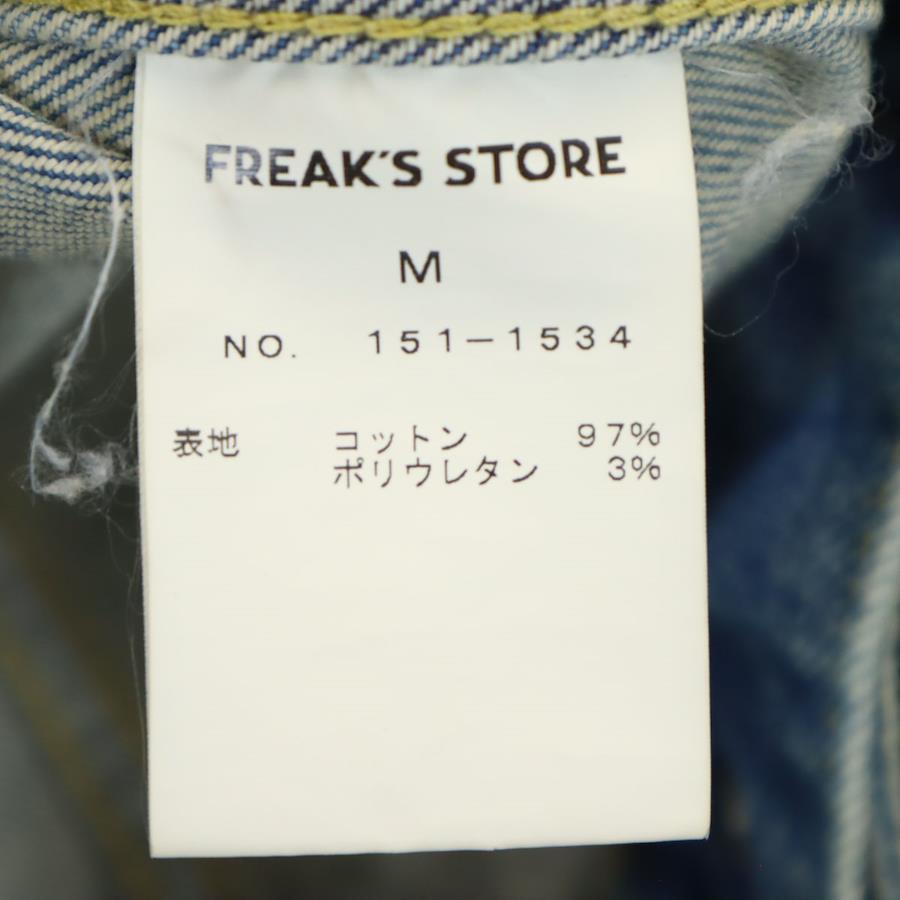 FREAK'S STORE
M
NO. 151-1534
表地 コットン 97%
ポリウレタン 3%